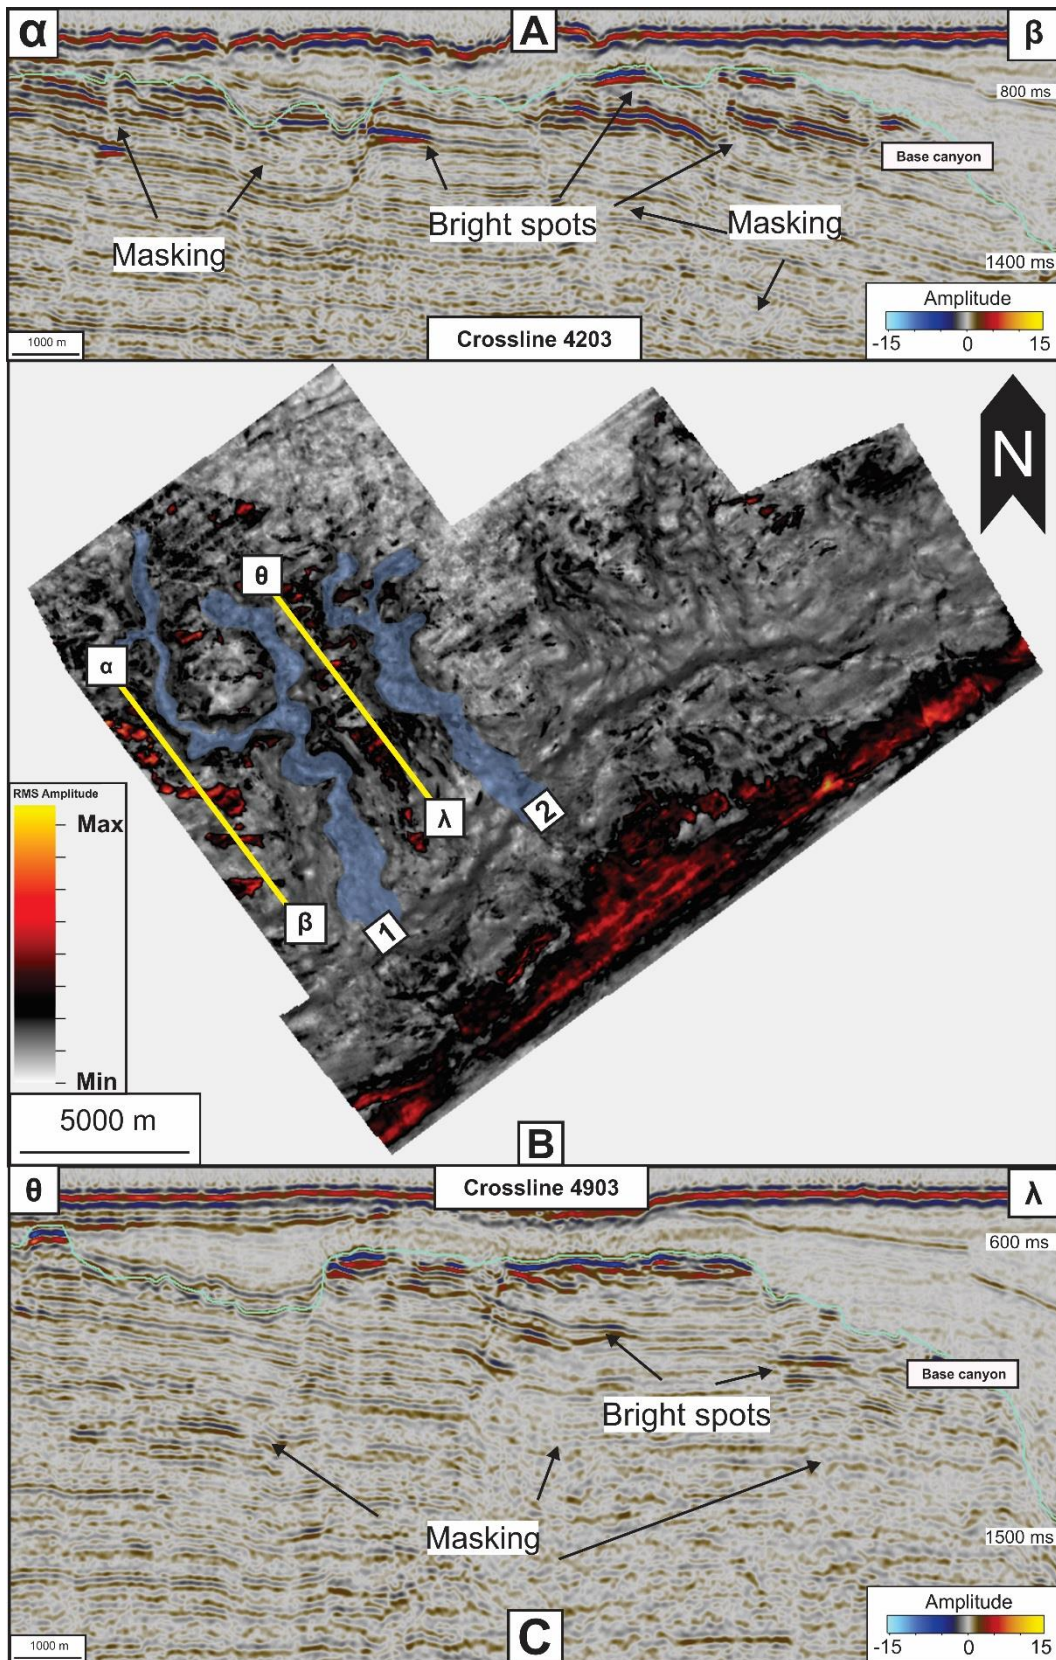 α
A
β
800 ms
Base canyon
Bright spots
Masking
Masking
1400 ms
Amplitude
-15 0 15
1000 m
Crossline 4203
N
θ
α
λ
2
β
1
RMS Amplitude
Max
Min
5000 m
B
θ
Crossline 4903
λ
600 ms
Base canyon
Bright spots
Masking
1500 ms
Amplitude
-15 0 15
1000 m
C